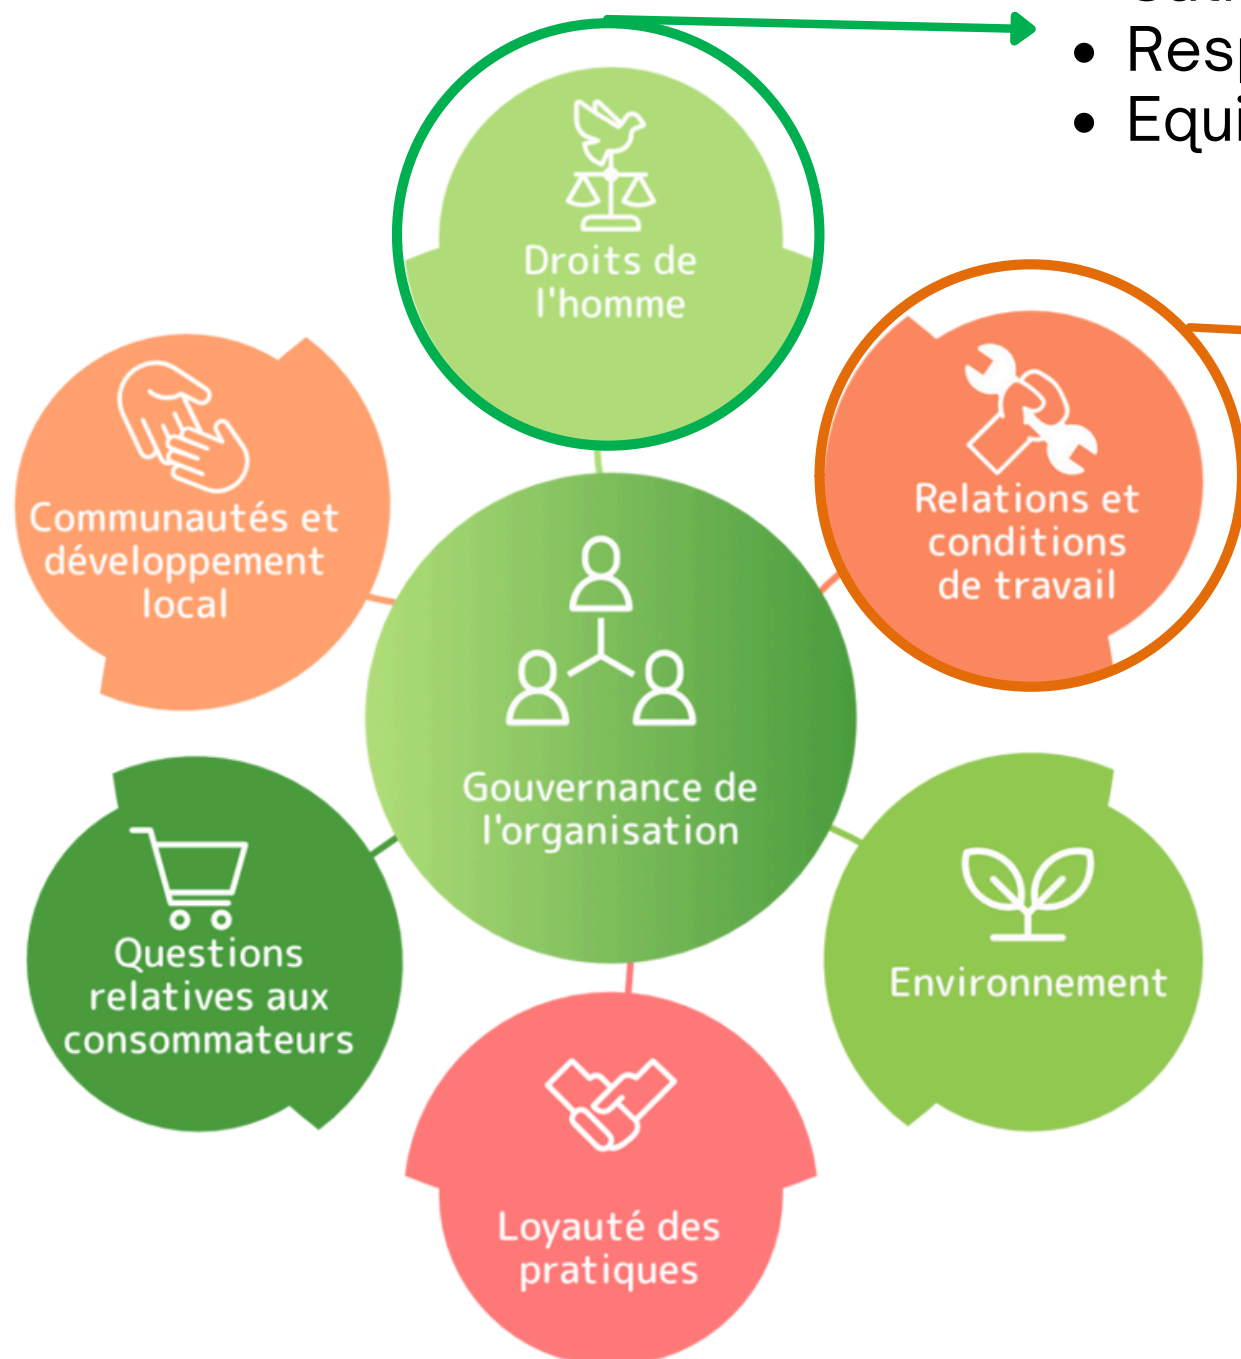 Droits de
l'homme
Relations et
conditions
de travail
Communautés et
développement
local
Gouvernance de
l'organisation
Questions
relatives aux
consommateurs
Environnement
Loyauté des
pratiques